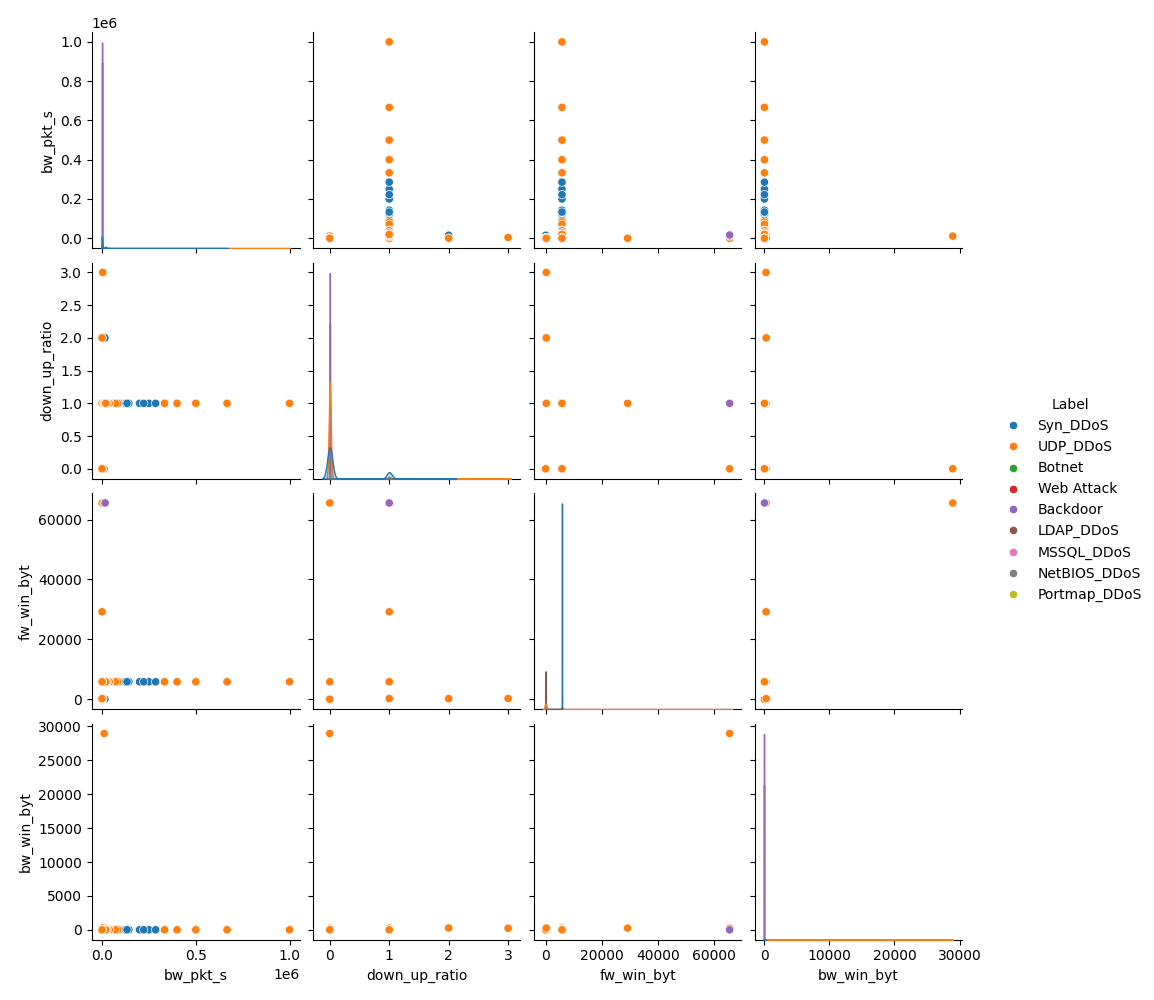 1e6
1.0
0.8
0.6
0.4
0.2
0.0
bw_pkt_s
3.0
2.5
2.0
1.5
1.0
0.5
0.0
down_up_ratio
60000
40000
20000
0
fw_win_byt
30000
25000
20000
15000
10000
5000
0
bw_win_byt
0.0 0.5 1.0
1e6
bw_pkt_s
0 1 2 3
down_up_ratio
0 20000 40000 60000
fw_win_byt
0 10000 20000 30000
bw_win_byt
Label
Syn_DDoS
UDP_DDoS
Botnet
Web Attack
Backdoor
LDAP_DDoS
MSSQL_DDoS
NetBIOS_DDoS
Portmap_DDoS